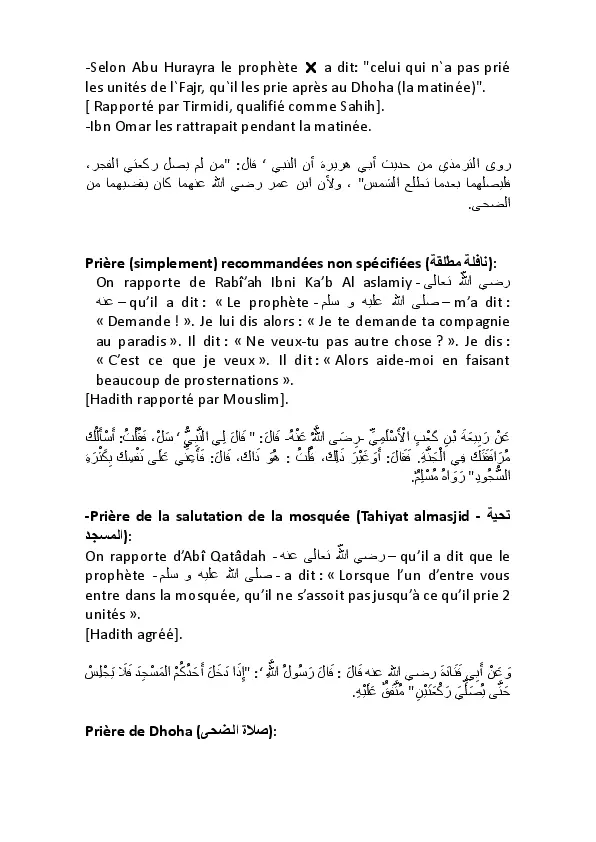 -Selon Abu Hurayra le prophète ❌ a dit: "celui qui n`a pas prié
les unités de l`Fajr, qu`il les prie après au Dhoha (la matinée)".
[ Rapporté par Tirmidi, qualifié comme Sahih].
-Ibn Omar les rattrapait pendant la matinée.
روى الترمذي من حديث أبي هريرة أن النبي ‘ قال: "من لم يصل ركعتي الفجر،
فليصلهما بعدما تطلع الشمس" ، ولأن ابن عمر رضي الله عنهما كان يقضيهما من
الضحى.
Prière (simplement) recommandées non spécifiées (نافلة مطلقة):
On rapporte de Rabî’ah Ibni Ka’b Al aslamiy - رضي الله تعالى
عنه – qu’il a dit : « Le prophète - صلى الله عليه و سلم – m’a dit :
« Demande ! ». Je lui dis alors : « Je te demande ta compagnie
au paradis ». Il dit : « Ne veux-tu pas autre chose ? ». Je dis :
« C’est ce que je veux ». Il dit : « Alors aide-moi en faisant
beaucoup de prosternations ».
[Hadith rapporté par Mouslim].
عَنْ رَبِيعَةَ بْنِ كَعْبٍ الْأَسْلَمِيِّ -رَضِيَ اللَّهُ عَنْهُ- قَالَ: " قَالَ لِي النَّبِيُّ ‘ سَلْ، فَقُلْتُ: أَسْأَلُكَ
مُرَافَقَتَكَ فِي الْجَنَّةِ. فَقَالَ: أَوَغَيْرَ ذَلِكَ، قُلْتُ : هُوَ ذَاكَ، قَالَ: فَأَعِنِّي عَلَى نَفْسِكَ بِكَثْرَةِ
السُّجُودِ" رَوَاهُ مُسْلِمٌ.
-Prière de la salutation de la mosquée (Tahiyat almasjid - تحية
المسجد):
On rapporte d’Abî Qatâdah - رضي الله تعالى عنه – qu’il a dit que le
prophète - صلى الله عليه و سلم - a dit : « Lorsque l’un d’entre vous
entre dans la mosquée, qu’il ne s’assoit pas jusqu’à ce qu’il prie 2
unités ».
[Hadith agréé].
وَعَنْ أَبِي قَتَادَةَ رضي الله عنه قَالَ : قَالَ رَسُولُ اللَّهِ ‘: "إِذَا دَخَلَ أَحَدُكُمْ الْمَسْجِدَ فَلَا يَجْلِسْ
حَتَّى يُصَلِّيَ رَكْعَتَيْنِ" مُتَّفَقٌ عَلَيْهِ.
Prière de Dhoha (صلاة الضحى):